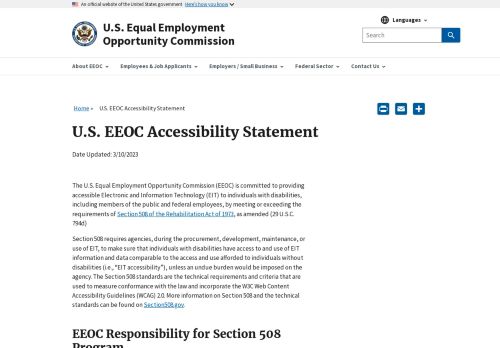 An official website of the United States government Here's how you know
U.S. Equal Employment
Opportunity Commission
Languages
Search
About EEOC
Employees & Job Applicants
Employers / Small Business
Federal Sector
Contact Us
Home » U.S. EEOC Accessibility Statement
U.S. EEOC Accessibility Statement
Date Updated: 3/10/2023
The U.S. Equal Employment Opportunity Commission (EEOC) is committed to providing
accessible Electronic and Information Technology (EIT) to individuals with disabilities,
including members of the public and federal employees, by meeting or exceeding the
requirements of Section 508 of the Rehabilitation Act of 1973, as amended (29 U.S.C.
794d)
Section 508 requires agencies, during the procurement, development, maintenance, or
use of EIT, to make sure that individuals with disabilities have access to and use of EIT
information and data comparable to the access and use afforded to individuals without
disabilities (i.e., "EIT accessibility"), unless an undue burden would be imposed on the
agency. The Section 508 standards are the technical requirements and criteria that are
used to measure conformance with the law and incorporate the W3C Web Content
Accessibility Guidelines (WCAG) 2.0. More information on Section 508 and the technical
standards can be found on Section508.gov.
EEOC Responsibility for Section 508
Program